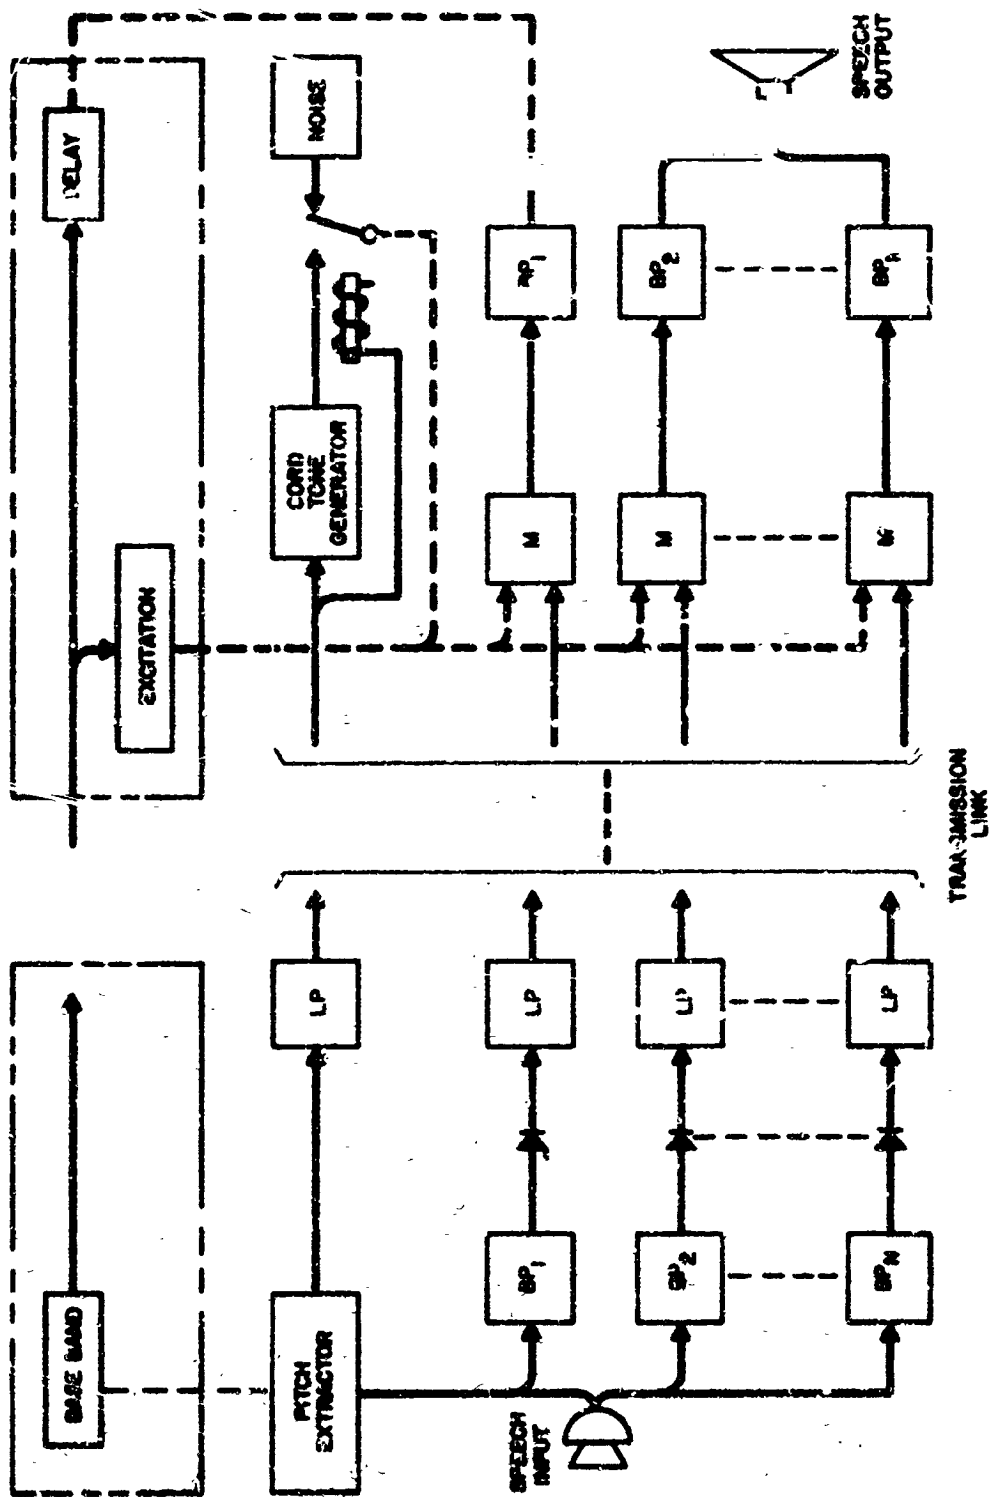 BASE BAND
EXCITATION
DELAY
PITCH
EXTRACTOR
LP
CORD
TONE
GENERATOR
NOISE
SPEECH
INPUT
BP1
LP
M
BP1
BP2
LP
M
BP2
BPN
LP
M
TRANSMISSION
LINK
SPEECH
OUTPUT